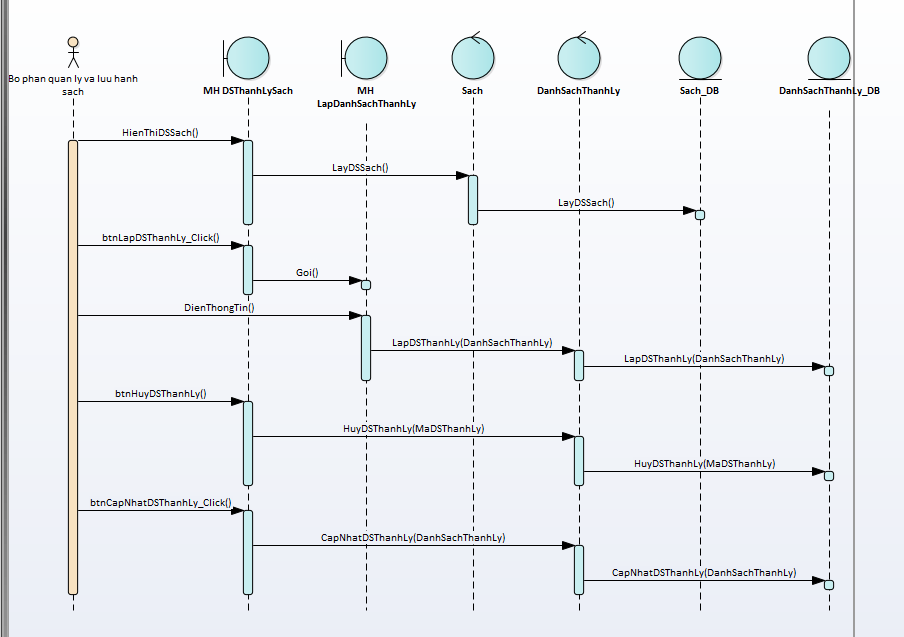 Bo phan quan ly va luu hanh
sach
MH DSThanhLySach
MH
LapDanhSachThanhLy
Sach
DanhSachThanhLy
Sach_DB
DanhSachThanhLy_DB
HienThiDSSach()
LayDSSach()
LayDSSach()
btnLapDSThanhLy_Click()
Goi()
DienThongTin()
LapDSThanhLy(DanhSachThanhLy)
LapDSThanhLy(DanhSachThanhLy)
btnHuyDSThanhLy()
HuyDSThanhLy(MaDSThanhLy)
HuyDSThanhLy(MaDSThanhLy)
btnCapNhatDSThanhLy_Click()
CapNhatDSThanhLy(DanhSachThanhLy)
CapNhatDSThanhLy(DanhSachThanhLy)